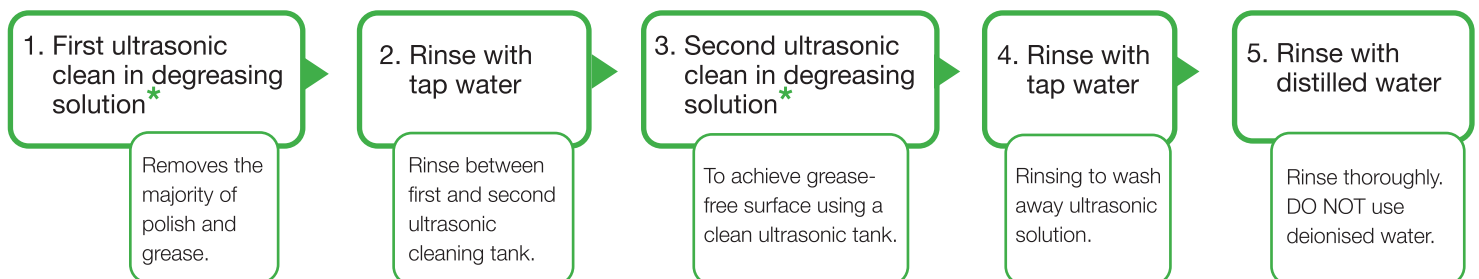 1. First ultrasonic
clean in degreasing
solution*
Removes the
majority of
polish and
grease.
2. Rinse with
tap water
Rinse between
first and second
ultrasonic
cleaning tank.
3. Second ultrasonic
clean in degreasing
solution*
To achieve grease-
free surface using a
clean ultrasonic tank.
4. Rinse with
tap water
Rinsing to wash
away ultrasonic
solution.
5. Rinse with
distilled water
Rinse thoroughly.
DO NOT use
deionised water.